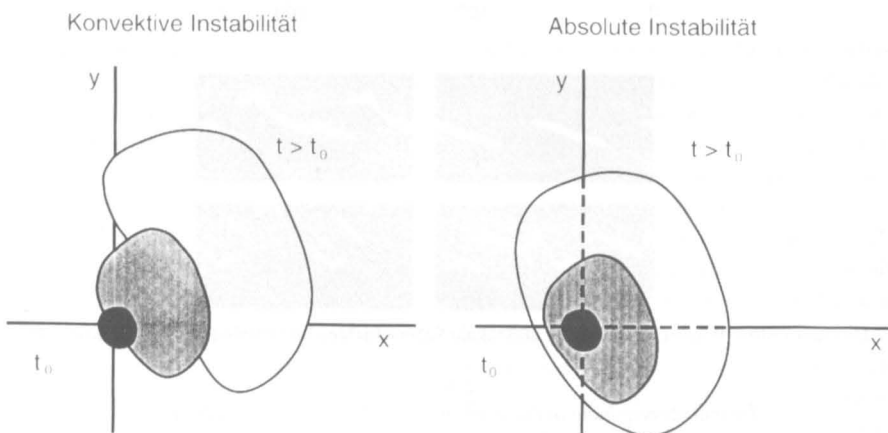 Konvektive Instabilität
y
t > t₀
x
t₀
Absolute Instabilität
y
t > t₀
x
t₀